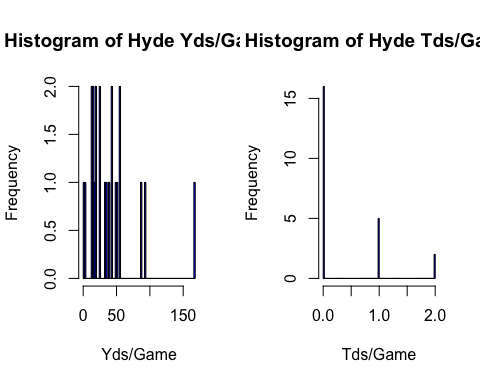 Histogram of Hyde Yds/Ga
Histogram of Hyde Tds/Ga
Frequency
0.0 0.5 1.0 1.5 2.0
0 50 150
Yds/Game
Frequency
0 5 10 15
0.0 1.0 2.0
Tds/Game